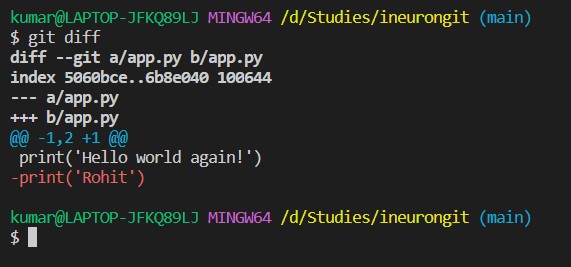 kumar@LAPTOP-JFKQ89LJ MINGW64 /d/Studies/ineurongit (main)
$ git diff
diff --git a/app.py b/app.py
index 5060bce..6b8e040 100644
--- a/app.py
+++ b/app.py
@@ -1,2 +1 @@
 print('Hello world again!')
-print('Rohit')
kumar@LAPTOP-JFKQ89LJ MINGW64 /d/Studies/ineurongit (main)
$